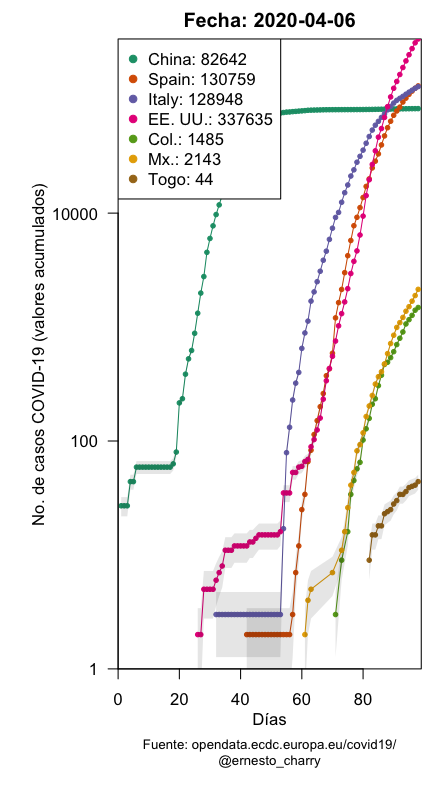 Fecha: 2020-04-06
China: 82642
Spain: 130759
Italy: 128948
EE. UU.: 337635
Col.: 1485
Mx.: 2143
Togo: 44
No. de casos COVID-19 (valores acumulados)
10000
100
1
0 20 40 60 80
Días
Fuente: opendata.ecdc.europa.eu/covid19/
@ernesto_charry